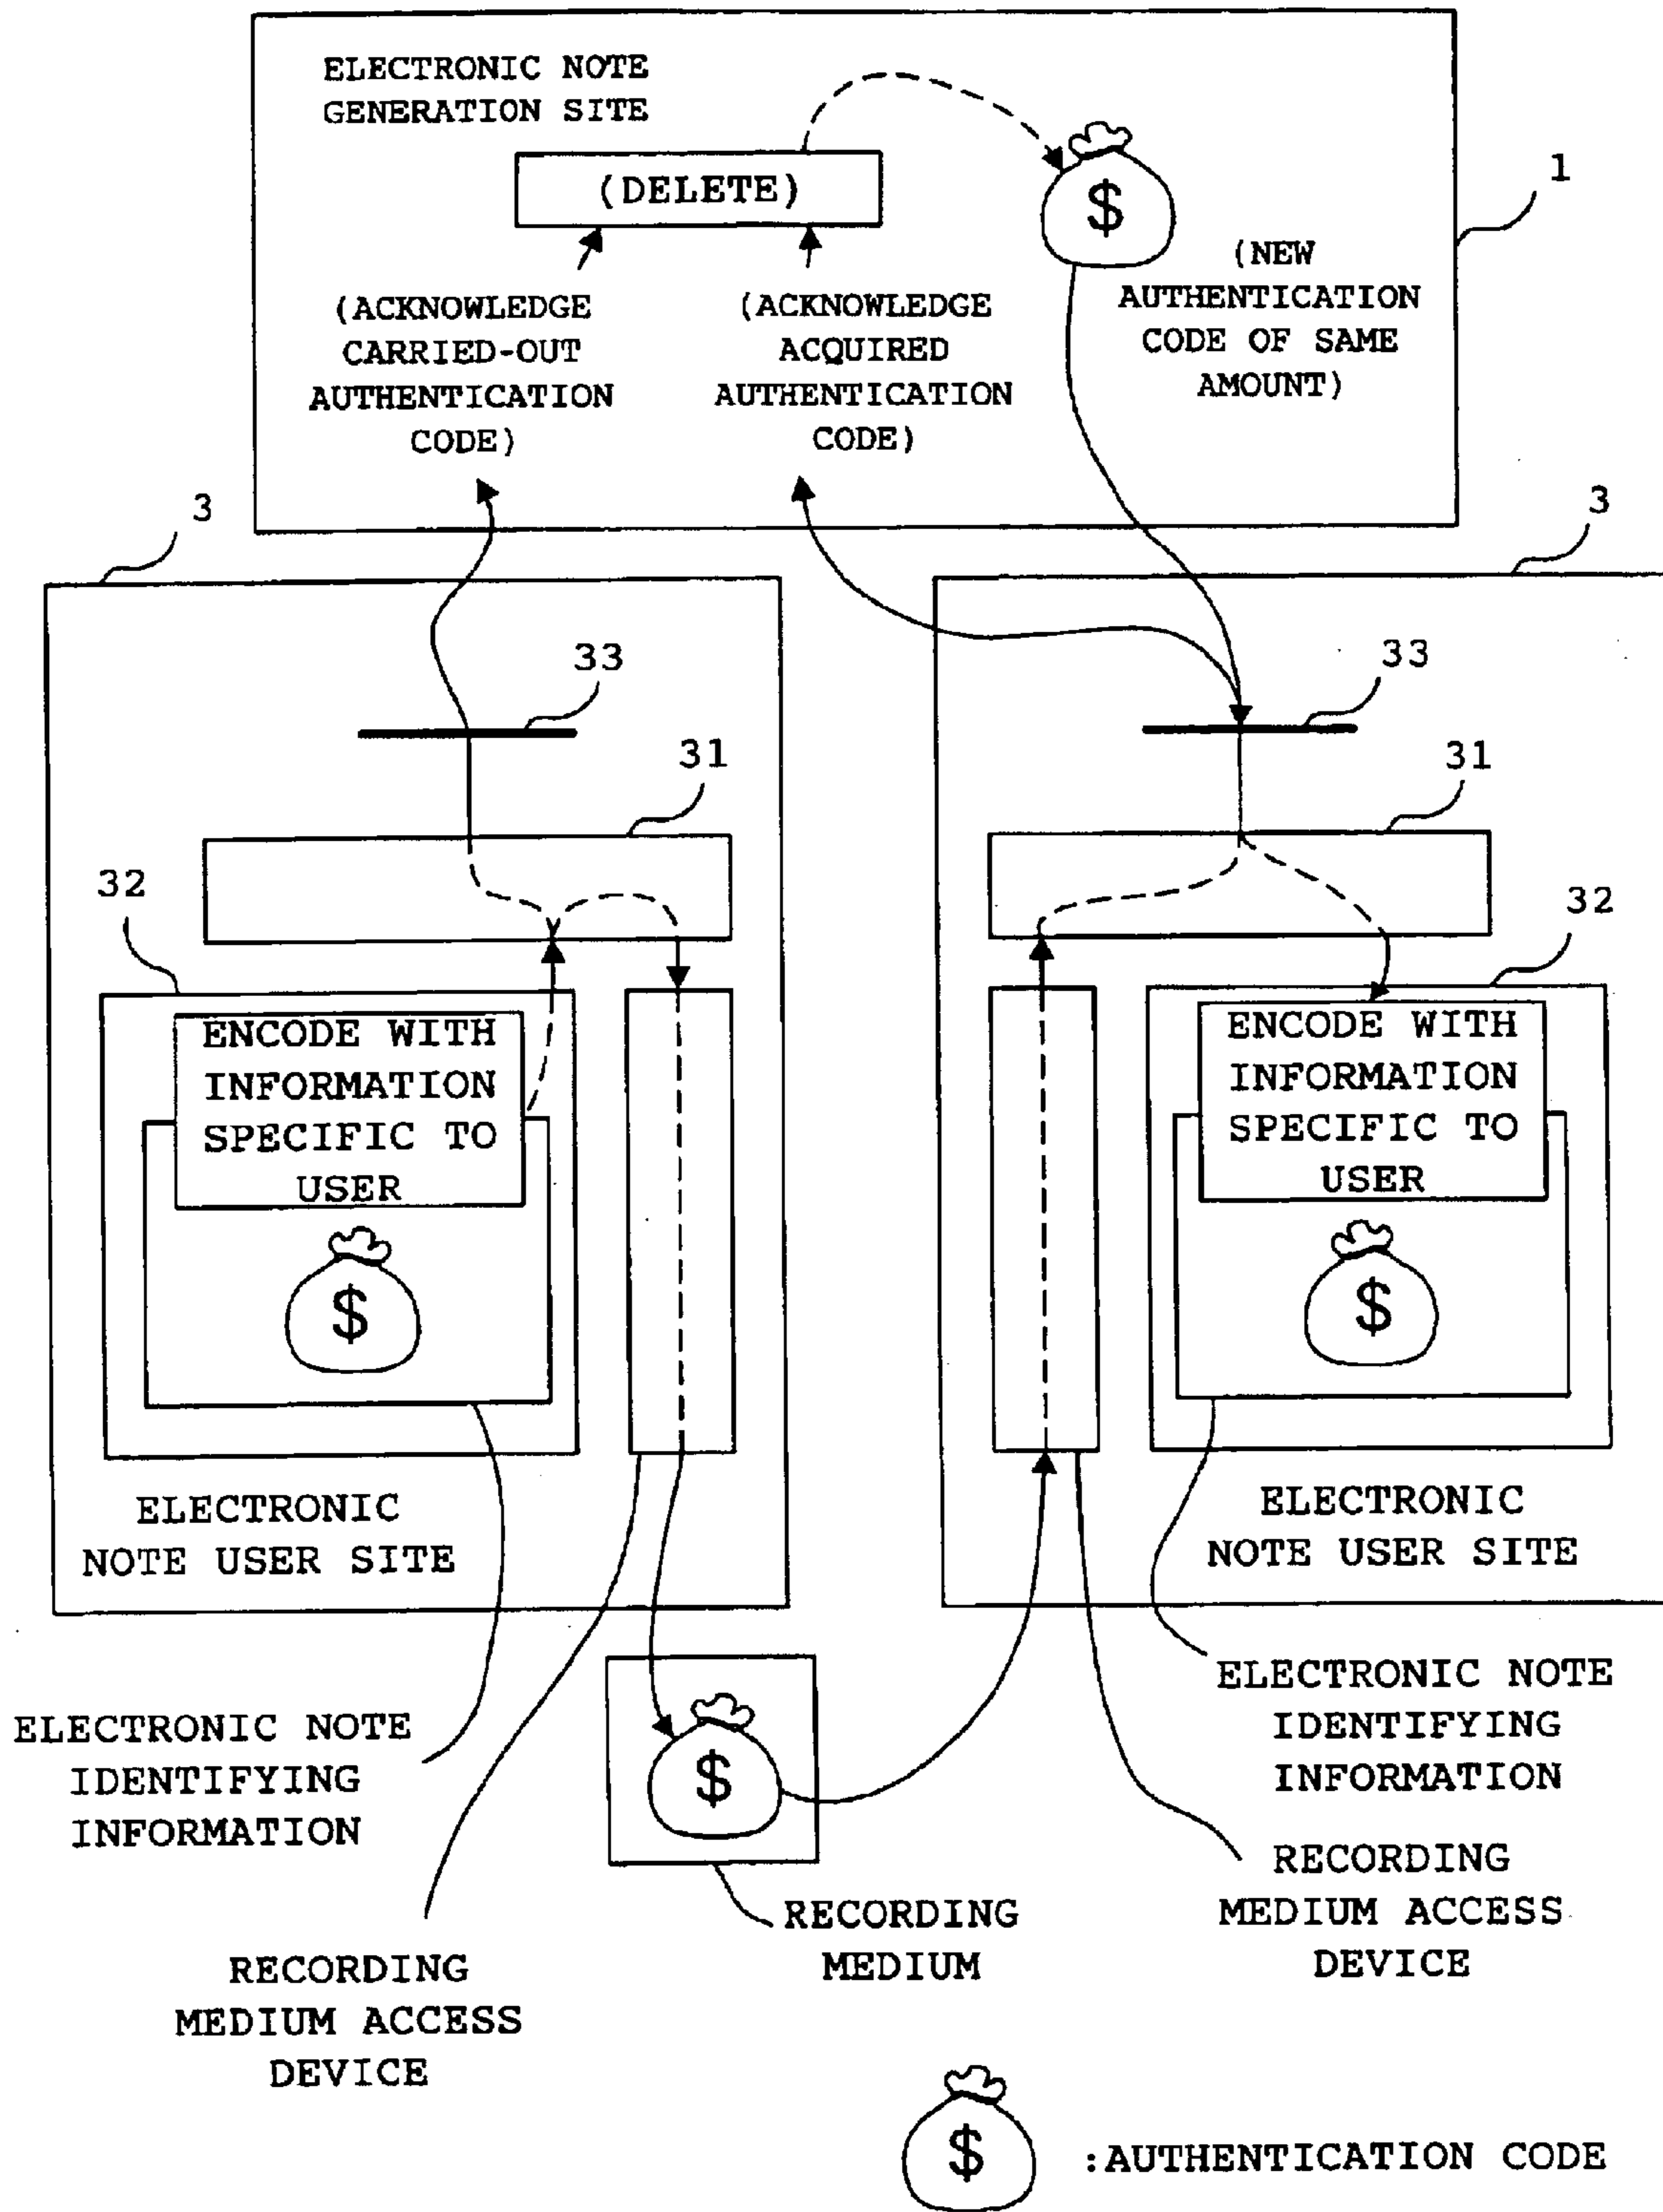 ELECTRONIC NOTE
GENERATION SITE
(DELETE)
$
1
(NEW
AUTHENTICATION
CODE OF SAME
AMOUNT)
(ACKNOWLEDGE
CARRIED-OUT
AUTHENTICATION
CODE)
(ACKNOWLEDGE
ACQUIRED
AUTHENTICATION
CODE)
3
33
31
32
ENCODE WITH
INFORMATION
SPECIFIC TO
USER
$
ELECTRONIC
NOTE USER SITE
3
33
31
32
ENCODE WITH
INFORMATION
SPECIFIC TO
USER
$
ELECTRONIC
NOTE USER SITE
ELECTRONIC NOTE
IDENTIFYING
INFORMATION
$
ELECTRONIC NOTE
IDENTIFYING
INFORMATION
RECORDING
MEDIUM ACCESS
DEVICE
RECORDING
MEDIUM
RECORDING
MEDIUM ACCESS
DEVICE
$ :AUTHENTICATION CODE